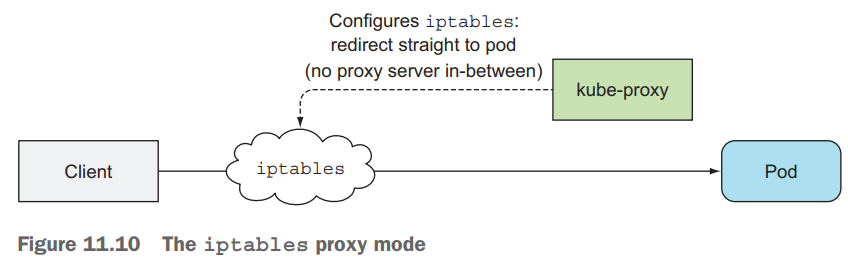 Configures iptables:
redirect straight to pod
(no proxy server in-between)
kube-proxy
Client
iptables
Pod
Figure 11.10 The iptables proxy mode